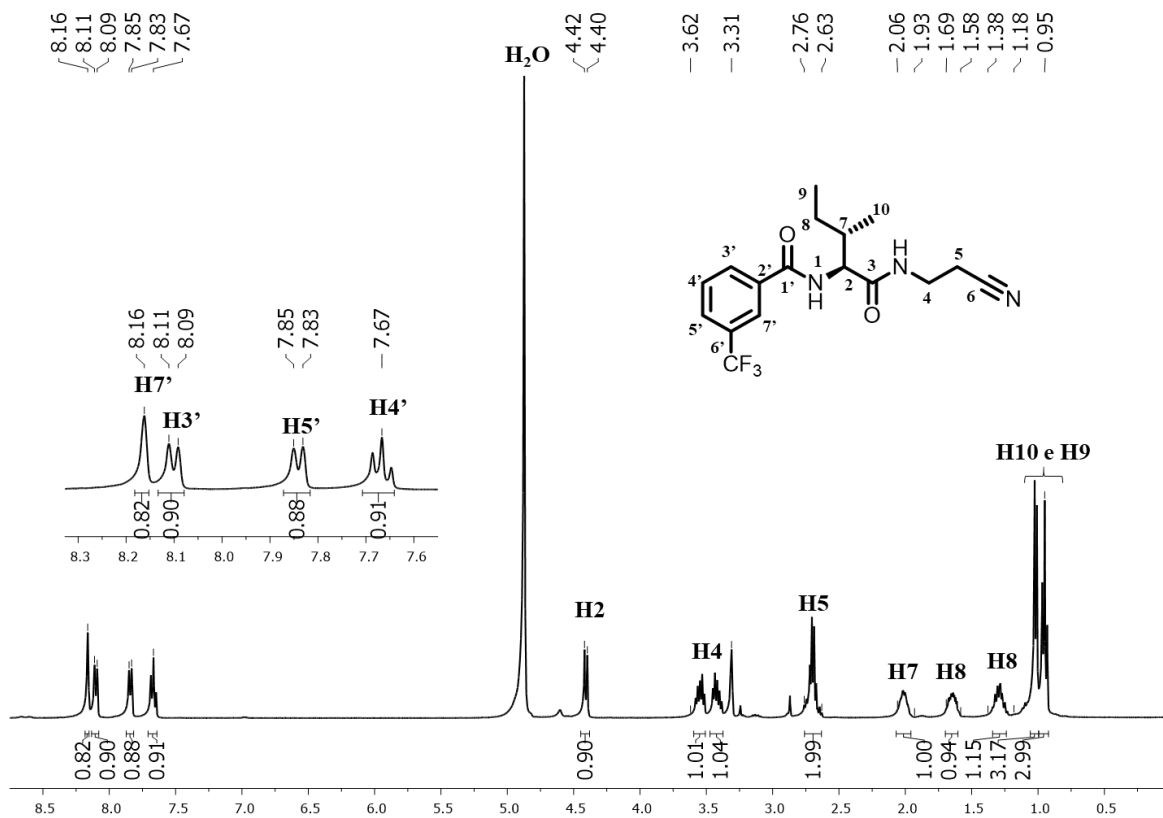 8.16 8.11 8.09 7.85 7.83 7.67 4.42 4.40 3.62 3.31 2.76 2.63 2.06 1.93 1.69 1.58 1.38 1.18 0.95
H₂O
9 10
8 7
O H
3' 1 3 N 5
4' 2' 1' N 2 4 6 N
5' 7' H O
6'
CF₃
8.16 8.11 8.09 7.85 7.83 7.67
H7' H3' H5' H4'
0.82 0.90 0.88 0.91
8.3 8.2 8.1 8.0 7.9 7.8 7.7 7.6
H10 e H9
H2 H4 H5 H7 H8 H8
0.82 0.90 0.88 0.91 0.90 1.01 1.04 1.99 1.00 0.94 1.15 3.17 2.99
8.5 8.0 7.5 7.0 6.5 6.0 5.5 5.0 4.5 4.0 3.5 3.0 2.5 2.0 1.5 1.0 0.5